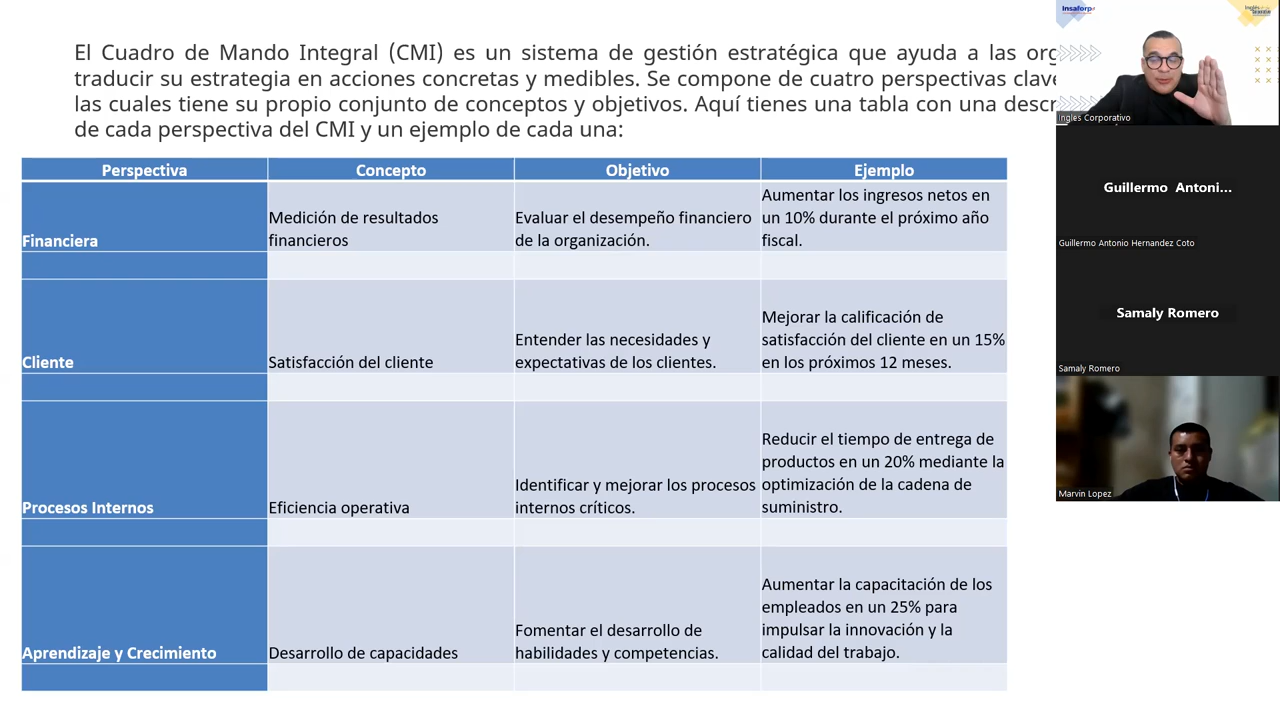 El Cuadro de Mando Integral (CMI) es un sistema de gestión estratégica que ayuda a las
traducir su estrategia en acciones concretas y medibles. Se compone de cuatro perspectivas
las cuales tiene su propio conjunto de conceptos y objetivos. Aquí tienes una tabla con una
de cada perspectiva del CMI y un ejemplo de cada una:
Perspectiva Concepto Objetivo Ejemplo
Financiera
Medición de resultados
financieros
Evaluar el desempeño financiero
de la organización.
Aumentar los ingresos netos en
un 10% durante el próximo año
fiscal.
Cliente
Satisfacción del cliente
Entender las necesidades y
expectativas de los clientes.
Mejorar la calificación de
satisfacción del cliente en un 15%
en los próximos 12 meses.
Procesos Internos
Eficiencia operativa
Identificar y mejorar los procesos
internos críticos.
Reducir el tiempo de entrega de
productos en un 20% mediante la
optimización de la cadena de
suministro.
Aprendizaje y Crecimiento
Desarrollo de capacidades
Fomentar el desarrollo de
habilidades y competencias.
Aumentar la capacitación de los
empleados en un 25% para
impulsar la innovación y la
calidad del trabajo.
insaforp
Ingles Corporativo
Guillermo Antoni...
Guillermo Antonio Hernandez Coto
Samaly Romero
Samaly Romero
Marvin Lopez